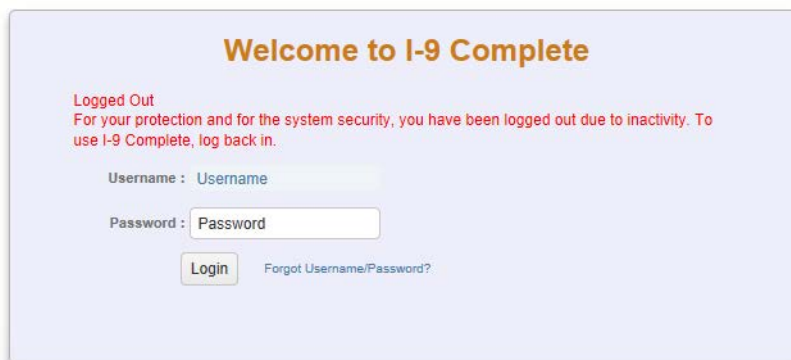 Welcome to I-9 Complete
Logged Out
For your protection and for the system security, you have been logged out due to inactivity. To
use I-9 Complete, log back in.
Username : Username
Password : Password
Login Forgot Username/Password?